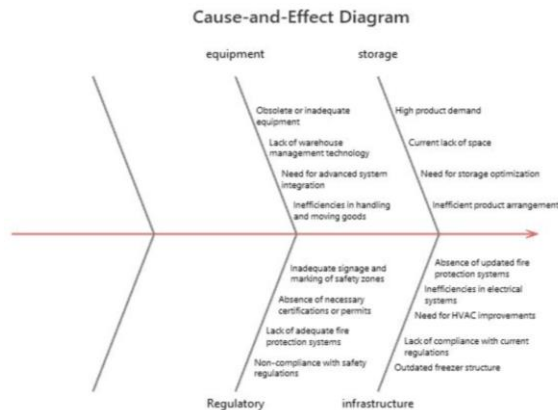 Cause-and-Effect Diagram
equipment
storage
Obsolete or inadequate
equipment
Lack of warehouse
management technology
Need for advanced system
integration
Inefficiencies in handling
and moving goods
High product demand
Current lack of space
Need for storage optimization
Inefficient product arrangement
Inadequate signage and
marking of safety zones
Absence of necessary
certifications or permits
Lack of adequate fire
protection systems
Non-compliance with safety
regulations
Absence of updated fire
protection systems
Inefficiencies in electrical
systems
Need for HVAC improvements
Lack of compliance with current
regulations
Outdated freezer structure
Regulatory
infrastructure